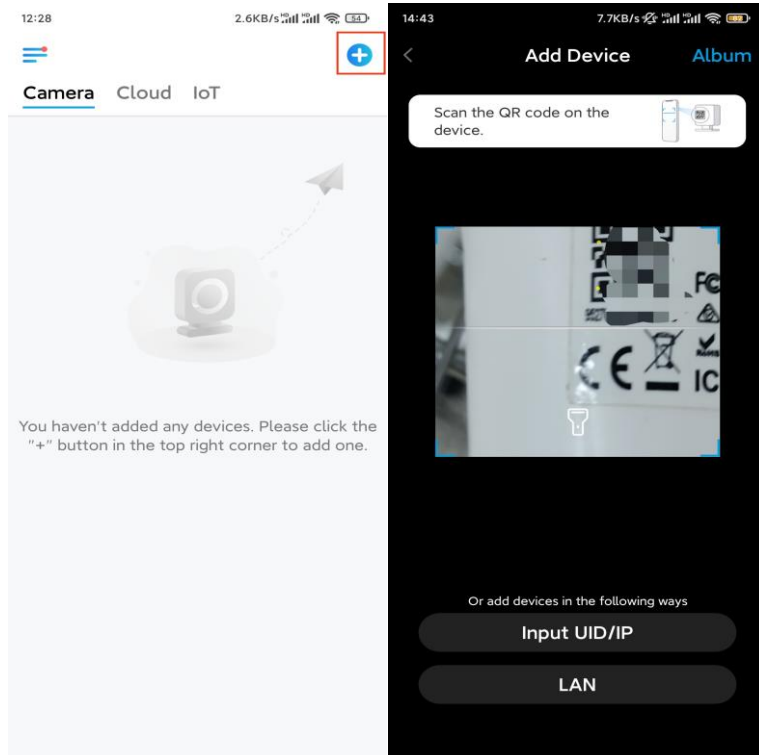 12:28
2.6KB/s
54
Camera Cloud IoT
You haven't added any devices. Please click the
"+" button in the top right corner to add one.
14:43
7.7KB/s
Add Device
Album
Scan the QR code on the
device.
FC
CE
RoHS
IC
Or add devices in the following ways
Input UID/IP
LAN